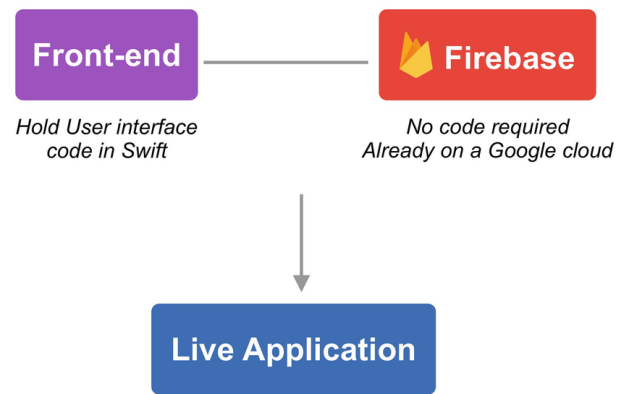 Front-end
Firebase
Hold User interface
code in Swift
No code required
Already on a Google cloud
Live Application